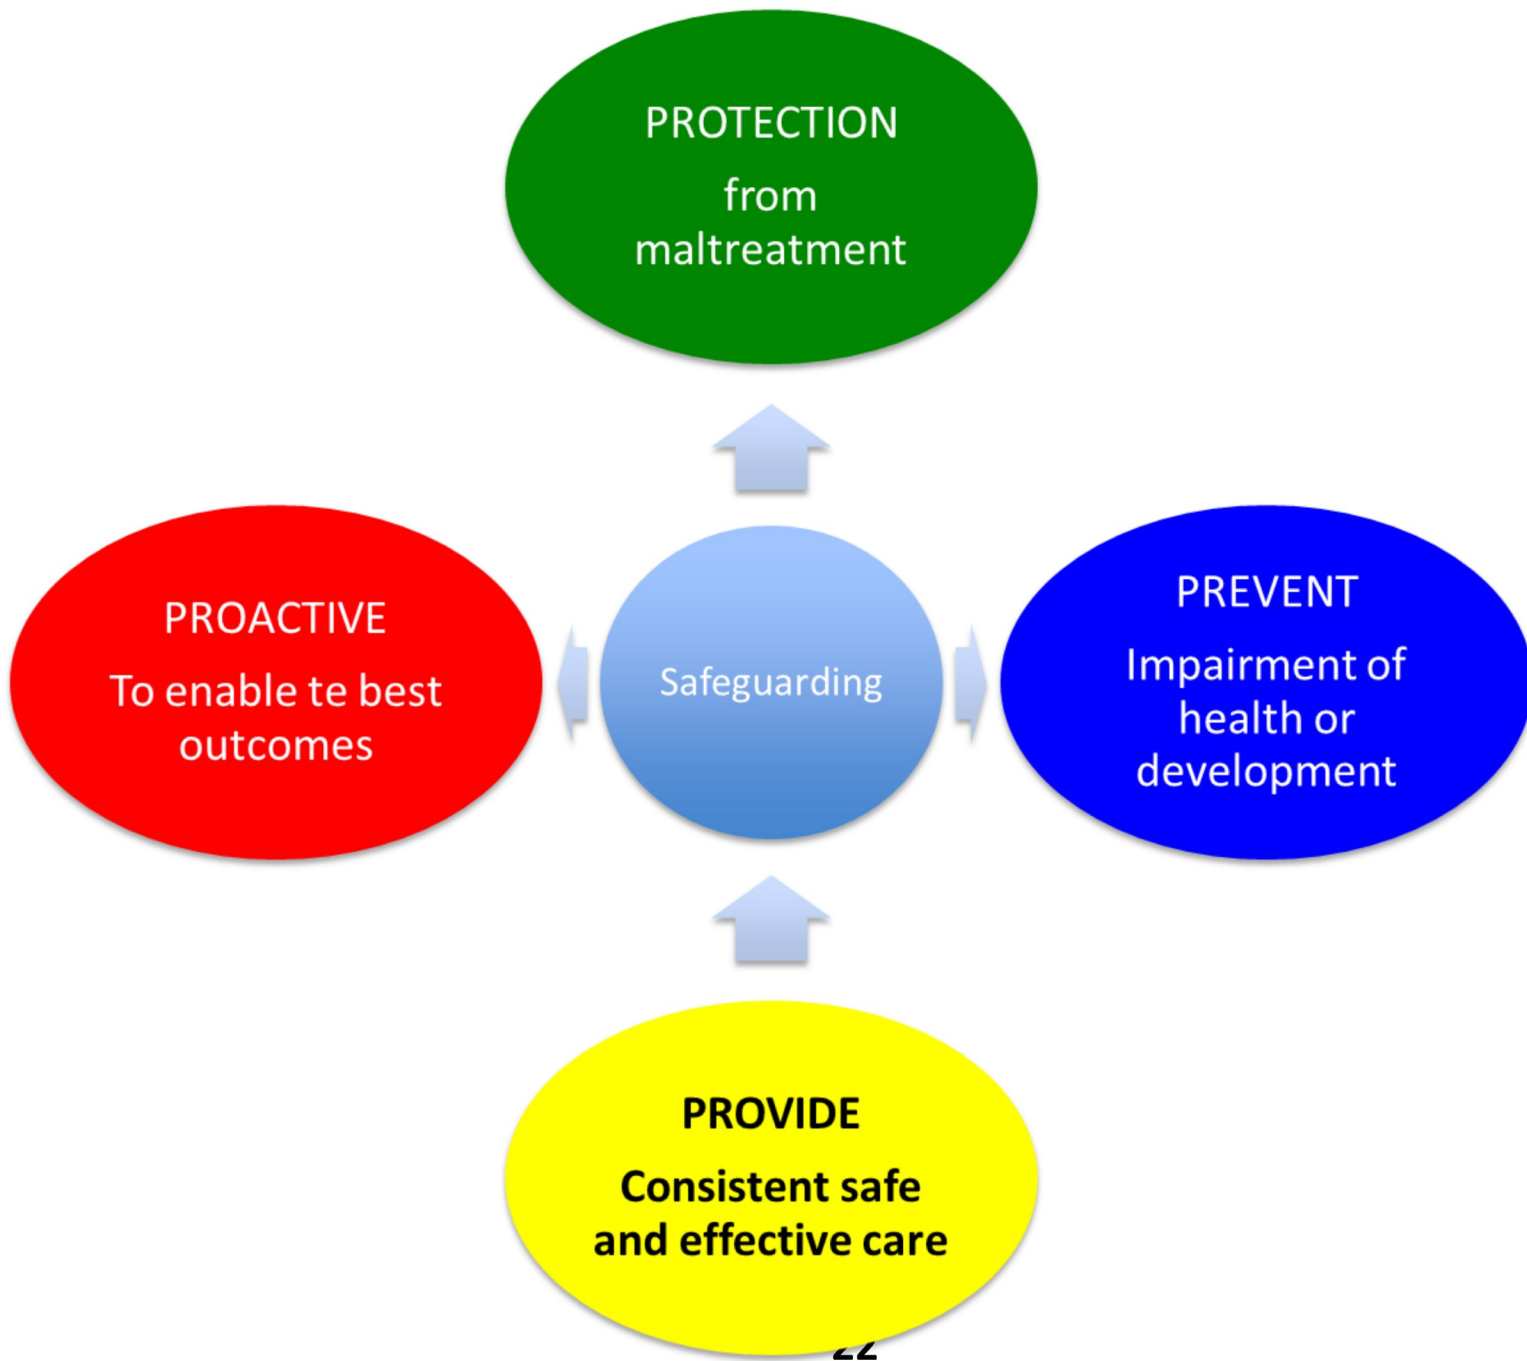 PROTECTION
from
maltreatment
PROACTIVE
To enable te best
outcomes
Safeguarding
PREVENT
Impairment of
health or
development
PROVIDE
Consistent safe
and effective care
22